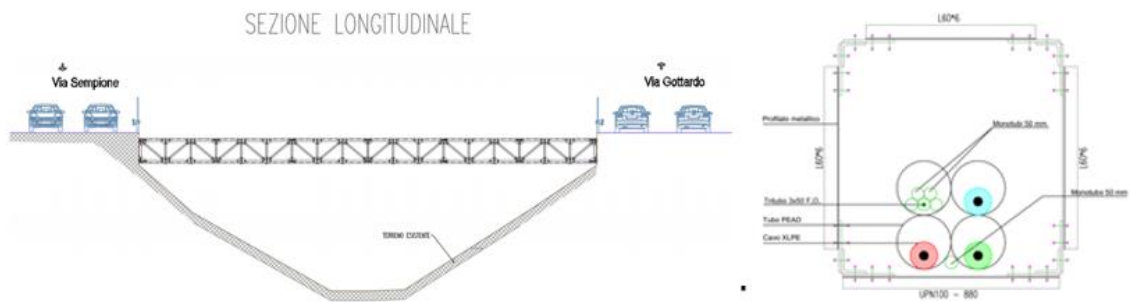 SEZIONE LONGITUDINALE
Via Sempione
Via Gottardo
TERRENO ESISTENTE
L60*6
Profilato metallico
Monotubi 50 mm
L60*6
L60*6
Monotubo 50 mm
Tritubo 3x50 F.O.
Tubo PEAD
Cavo XLPE
UPN100 - 880